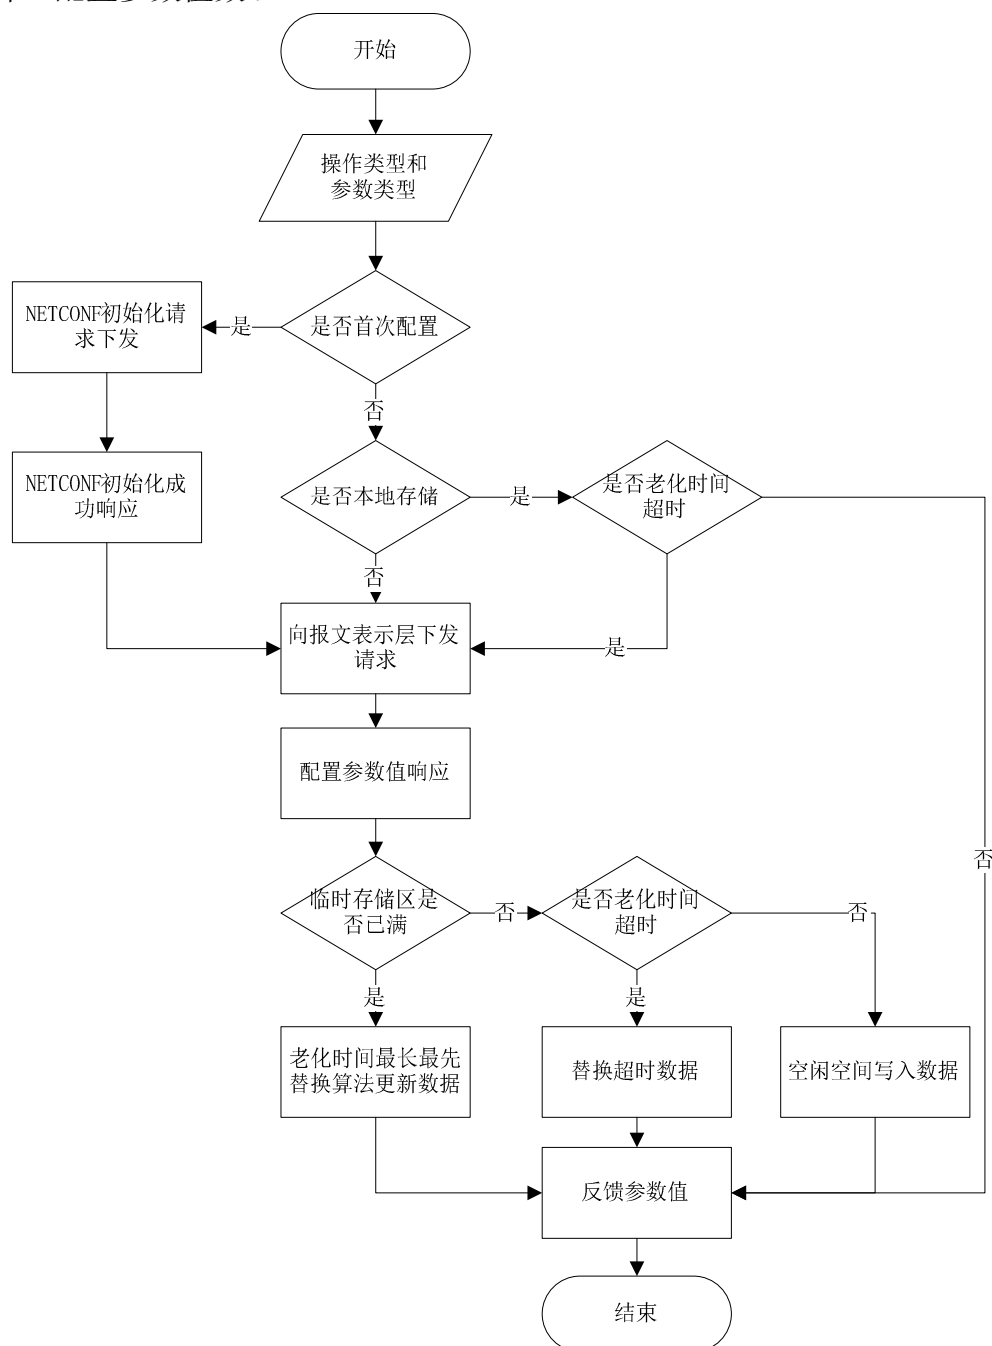 开始
操作类型和
参数类型
是否首次配置
是
NETCONF初始化请
求下发
否
NETCONF初始化成
功响应
是否本地存储
是
是否老化时间
超时
否
向报文表示层下发
请求
是
配置参数值响应
否
临时存储区是
否已满
否
是否老化时间
超时
否
是
是
老化时间最长最先
替换算法更新数据
替换超时数据
空闲空间写入数据
反馈参数值
结束